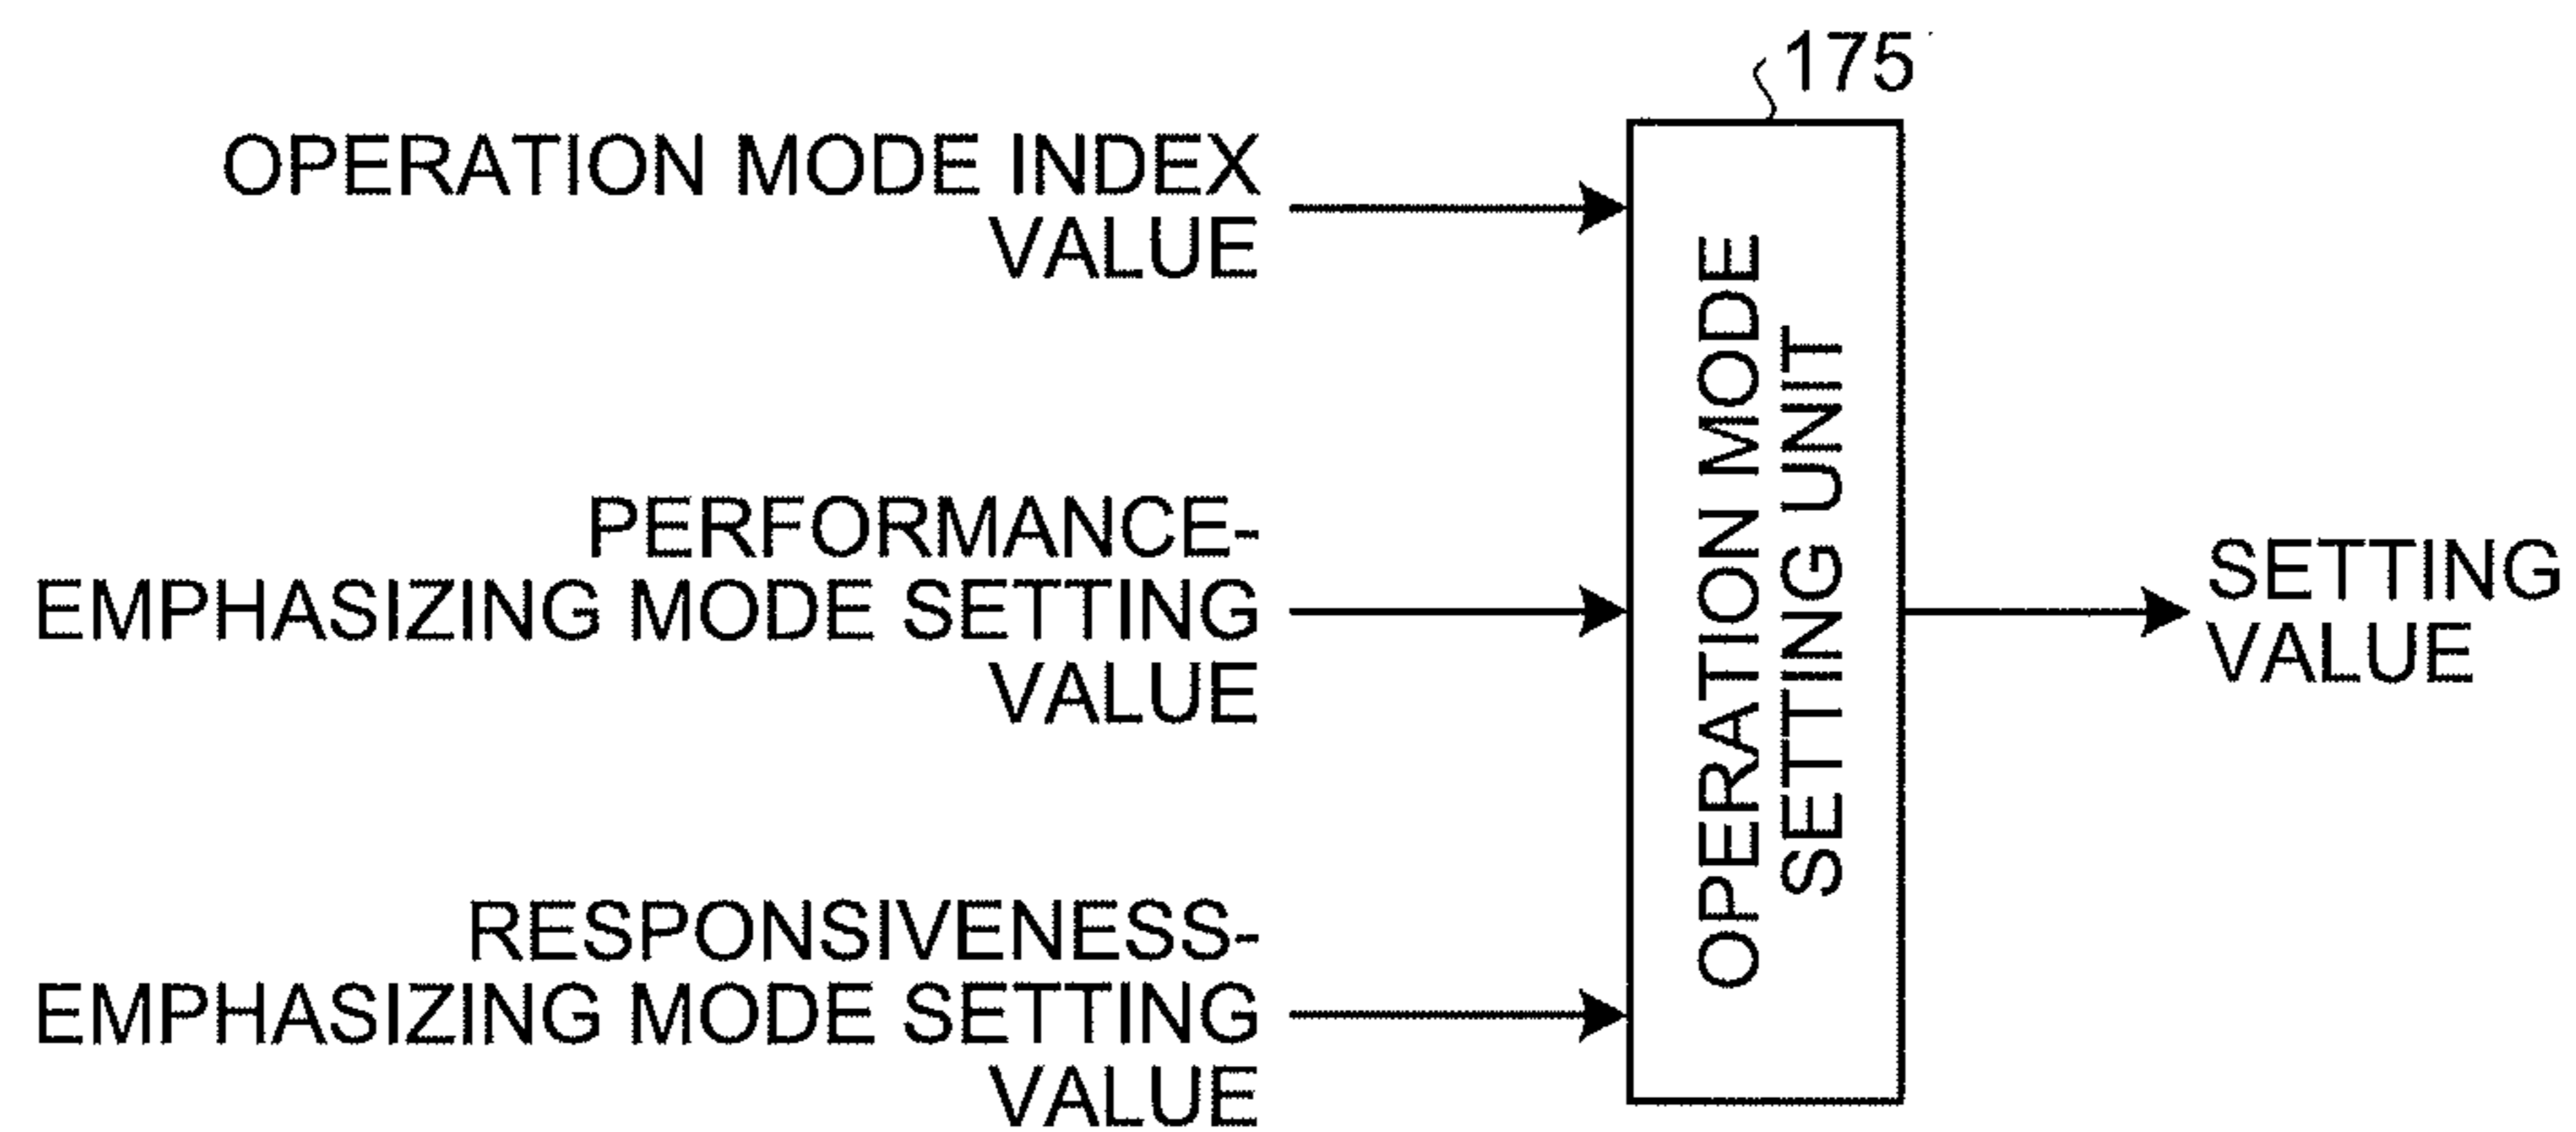 175
OPERATION MODE INDEX
VALUE
PERFORMANCE-
EMPHASIZING MODE SETTING
VALUE
RESPONSIVENESS-
EMPHASIZING MODE SETTING
VALUE
OPERATION MODE
SETTING UNIT
SETTING
VALUE